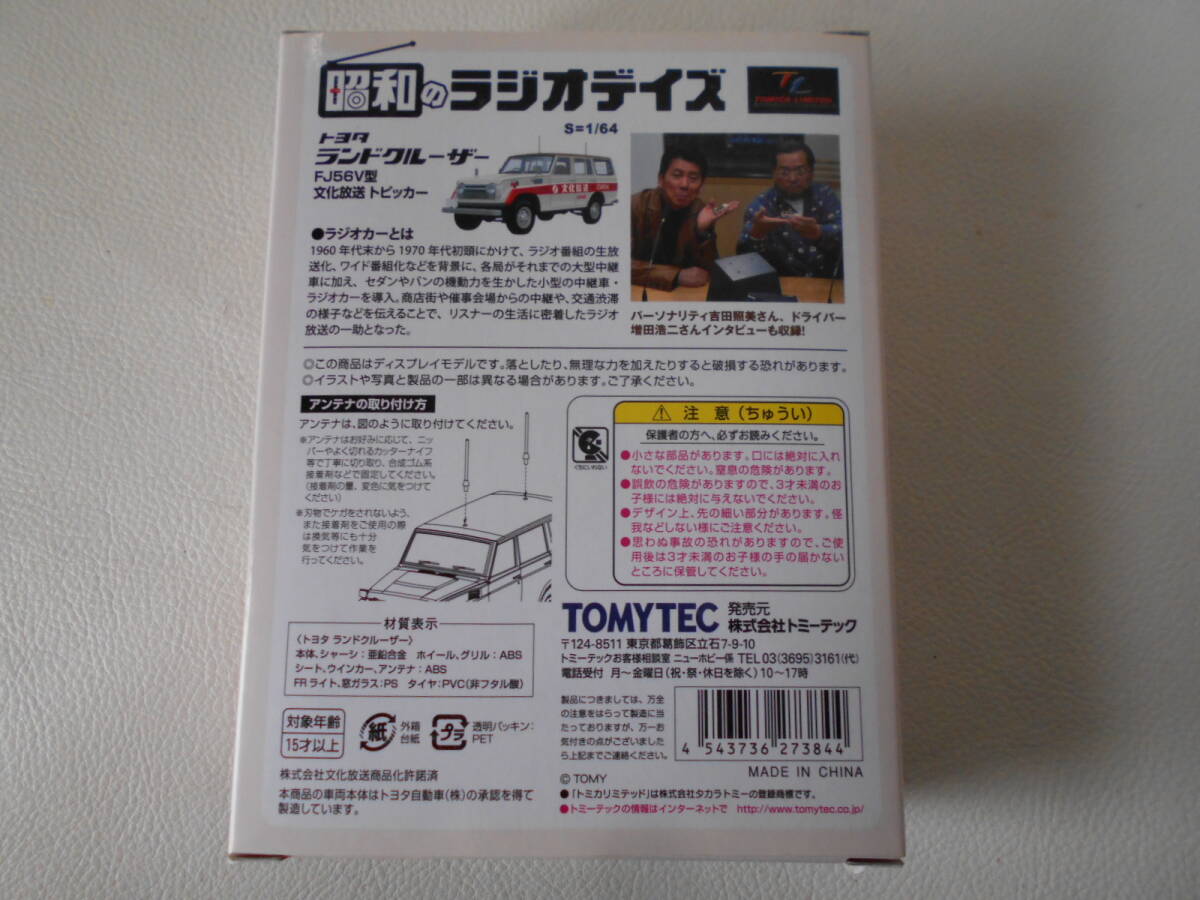 昭和のラジオデイズ
TL
TOMICA LIMITED
S=1/64
トヨタ
ランドクルーザー
FJ56V型
文化放送 トピッカー
文化放送
●ラジオカーとは
1960年代末から1970年代初頭にかけて、ラジオ番組の生放
送化、ワイド番組化などを背景に、各局がそれまでの大型中継
車に加え、セダンやバンの機動力を生かした小型の中継車・
ラジオカーを導入。商店街や催事会場からの中継や、交通渋滞
の様子などを伝えることで、リスナーの生活に密着したラジオ
放送の一助となった。
パーソナリティ吉田照美さん、ドライバー
増田浩二さんインタビューも収録!
◎この商品はディスプレイモデルです。落としたり、無理な力を加えたりすると破損する恐れがあります。
◎イラストや写真と製品の一部は異なる場合があります。ご了承ください。
アンテナの取り付け方
アンテナは、図のように取り付けてください。
※アンテナはお好みに応じて、ニッ
パーやよく切れるカッターナイフ
等で丁寧に切り取り、合成ゴム系
接着剤などで固定してください。
(接着剤の量、変色に気をつけて
ください)
※刃物でケガをされないよう、
また接着剤をご使用の際
は換気等にも十分
気をつけて作業を
行ってください。
くちにいれない
⚠ 注意(ちゅうい)
保護者の方へ、必ずお読みください。
●小さな部品があります。口には絶対に入れ
ないでください。窒息の危険があります。
●誤飲の危険がありますので、3才未満のお
子様には絶対に与えないでください。
●デザイン上、先の細い部分があります。怪
我などしない様にご注意ください。
●思わぬ事故の恐れがありますので、ご使
用後は3才未満のお子様の手の届かない
ところに保管してください。
材質表示
〈トヨタ ランドクルーザー〉
本体、シャーシ:亜鉛合金 ホイール、グリル:ABS
シート、ウインカー、アンテナ:ABS
FRライト、窓ガラス:PS タイヤ:PVC(非フタル酸)
TOMYTEC 発売元 株式会社トミーテック
〒124-8511 東京都葛飾区立石7-9-10
トミーテックお客様相談室 ニューホビー係 TEL 03(3695)3161(代)
電話受付 月〜金曜日(祝・祭・休日を除く)10〜17時
対象年齢
15才以上
紙
外箱
台紙
プラ
透明パッキン:
PET
製品につきましては、万全
の注意をはらって製造に当
たっておりますが、万一お
気付きの点がございました
ら上記までご連絡ください。
4 543736 273844
MADE IN CHINA
株式会社文化放送商品化許諾済
本商品の車両本体はトヨタ自動車(株)の承認を得て
製造しています。
© TOMY
●「トミカリミテッド」は株式会社タカラトミーの登録商標です。
●トミーテックの情報はインターネットで http://www.tomytec.co.jp/